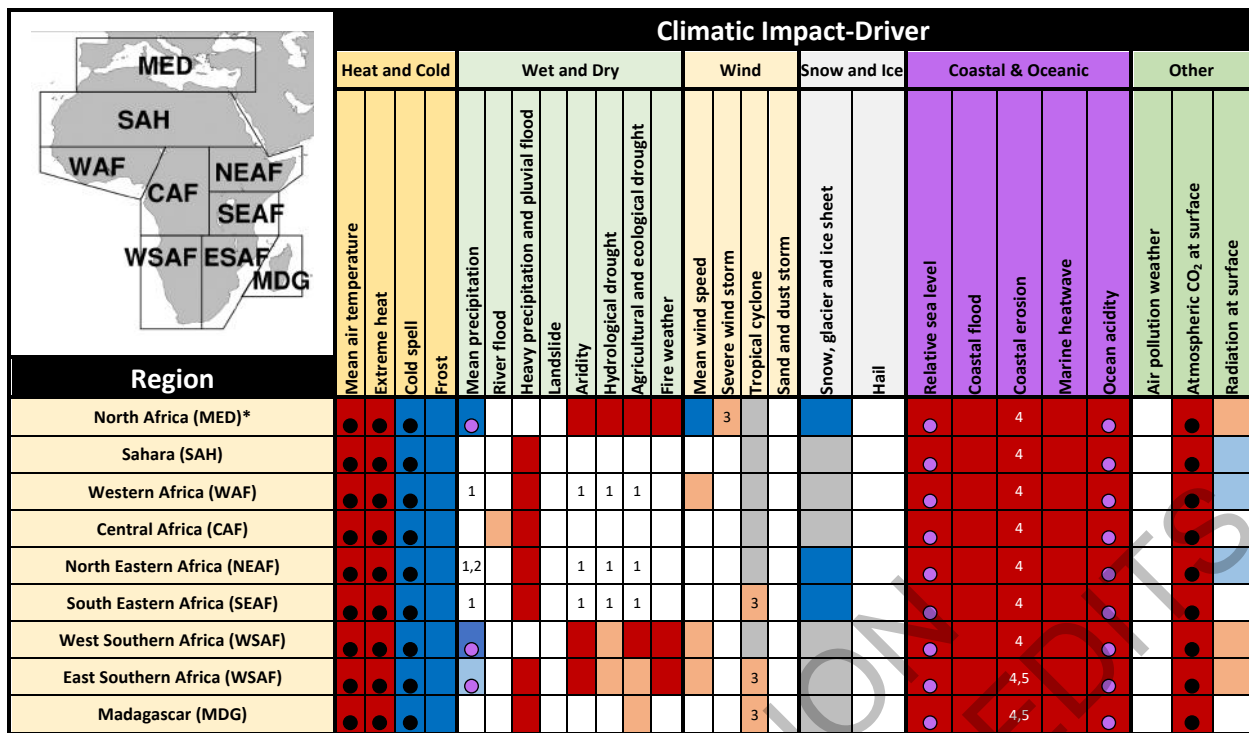 Climatic Impact-Driver
Heat and Cold Wet and Dry Wind Snow and Ice Coastal & Oceanic Other
MED
SAH
WAF
CAF
NEAF
SEAF
WSAF
ESAF
MDG
Region
Mean air temperature
Extreme heat
Cold spell
Frost
Mean precipitation
River flood
Heavy precipitation and pluvial flood
Landslide
Aridity
Hydrological drought
Agricultural and ecological drought
Fire weather
Mean wind speed
Severe wind storm
Tropical cyclone
Sand and dust storm
Snow, glacier and ice sheet
Hail
Relative sea level
Coastal flood
Coastal erosion
Marine heatwave
Ocean acidity
Air pollution weather
Atmospheric CO₂ at surface
Radiation at surface
North Africa (MED)* 3 4
Sahara (SAH) 4
Western Africa (WAF) 1 1 1 1 4
Central Africa (CAF) 4
North Eastern Africa (NEAF) 1,2 1 1 1 4
South Eastern Africa (SEAF) 1 1 1 1 3 4
West Southern Africa (WSAF) 4
East Southern Africa (WSAF) 3 4,5
Madagascar (MDG) 3 4,5
EDITS